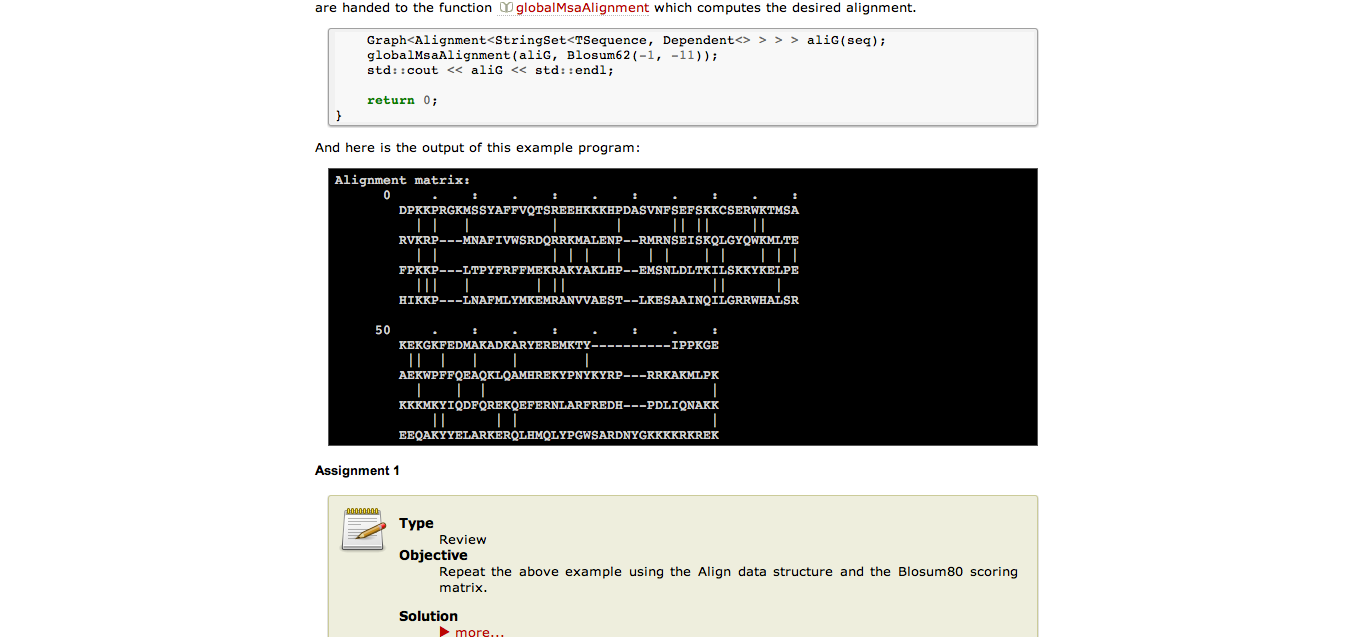 are handed to the function globalMsaAlignment which computes the desired alignment.
Graph<Alignment<StringSet<TSequence, Dependent<> > > > aliG(seq);
globalMsaAlignment(aliG, Blosum62(-1, -11));
std::cout << aliG << std::endl;
return 0;
}
And here is the output of this example program:
Alignment matrix:
0 . : . : . : . : . :
DPKKPRGKMSSYAFFVQTSREEHKKKHPDASVNFSEFSKKCSERWKTMSA
| | | | | || || ||
RVKRP---MNAFIVWSRDQRRKMALENP--RMRNSEISKQLGYQWKMLTE
| | | | | | | | | | | | |
FPKKP---LTPYFRFFMEKRAKYAKLHP--EMSNLDLTKILSKKYKELPE
||| | | || || |
HIKKP---LNAFMLYMKEMRANVVAEST--LKESAAINQILGRRWHALSR
50 . : . : . : . :
KEKGKFEDMAKADKARYEREMKTY----------IPPKGE
|| | | | |
AEKWPFFQEAQKLQAMHREKYPNYKYRP---RRKAKMLPK
| | | |
KKKMKYIQDFQREKQEFERNLARFREDH---PDLIQNAKK
|| | | |
EEQAKYYELARKERQLHMQLYPGWSARDNYGKKKKRKREK
Assignment 1
Type
Review
Objective
Repeat the above example using the Align data structure and the Blosum80 scoring
matrix.
Solution
more...